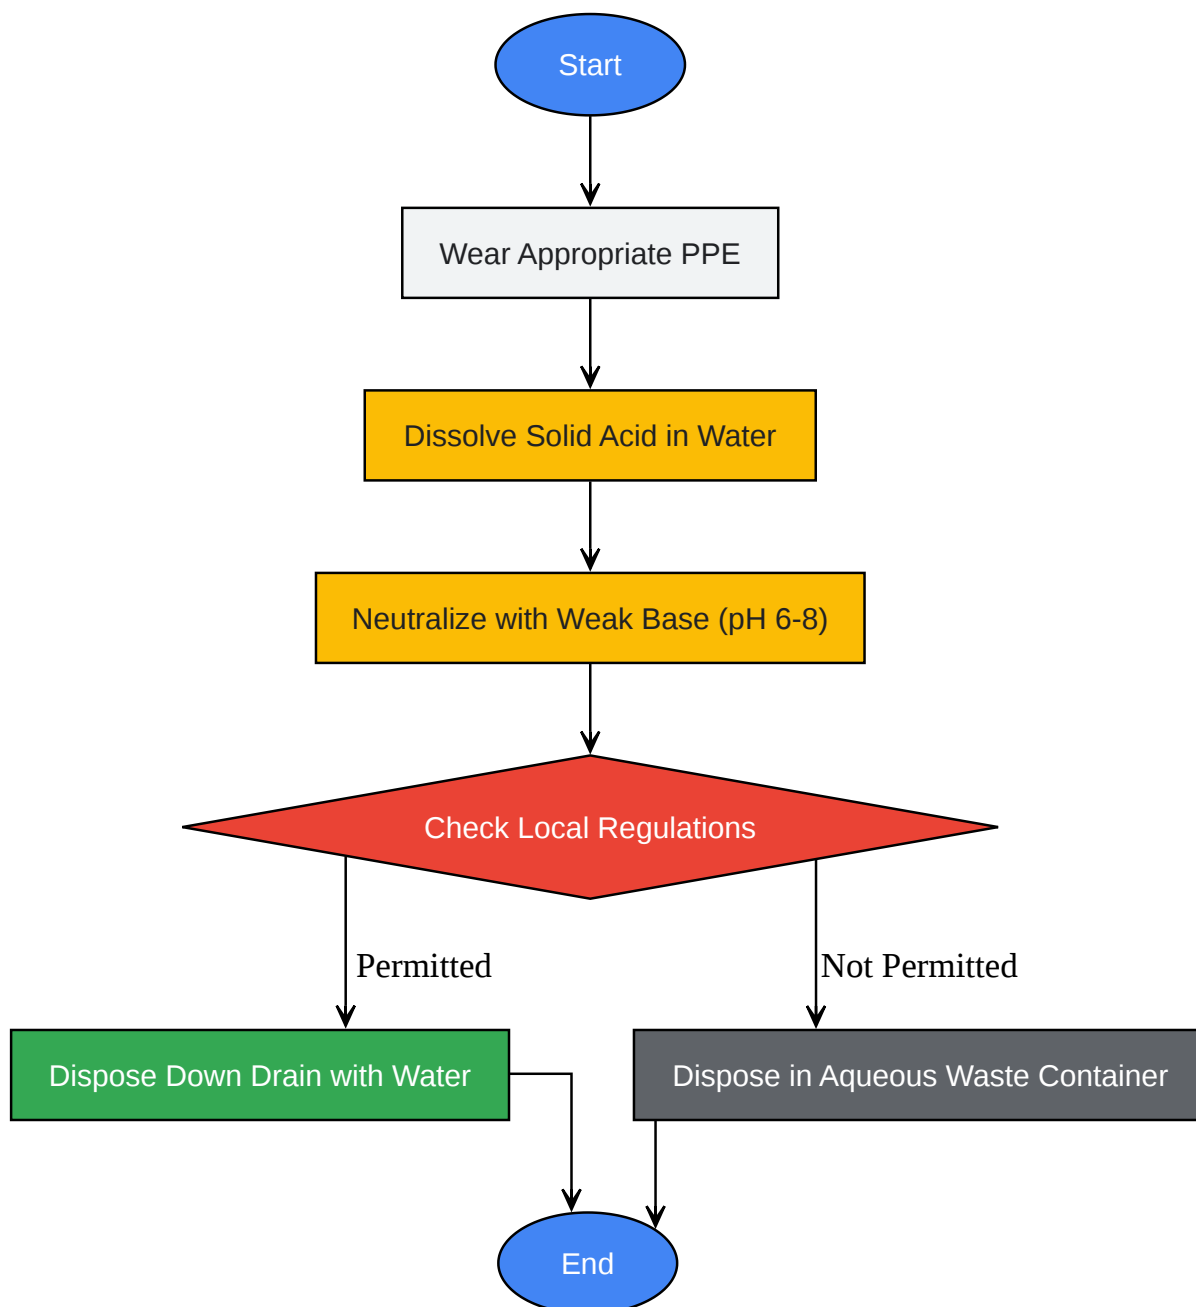 Start
Wear Appropriate PPE
Dissolve Solid Acid in Water
Neutralize with Weak Base (pH 6-8)
Check Local Regulations
Permitted
Not Permitted
Dispose Down Drain with Water
Dispose in Aqueous Waste Container
End